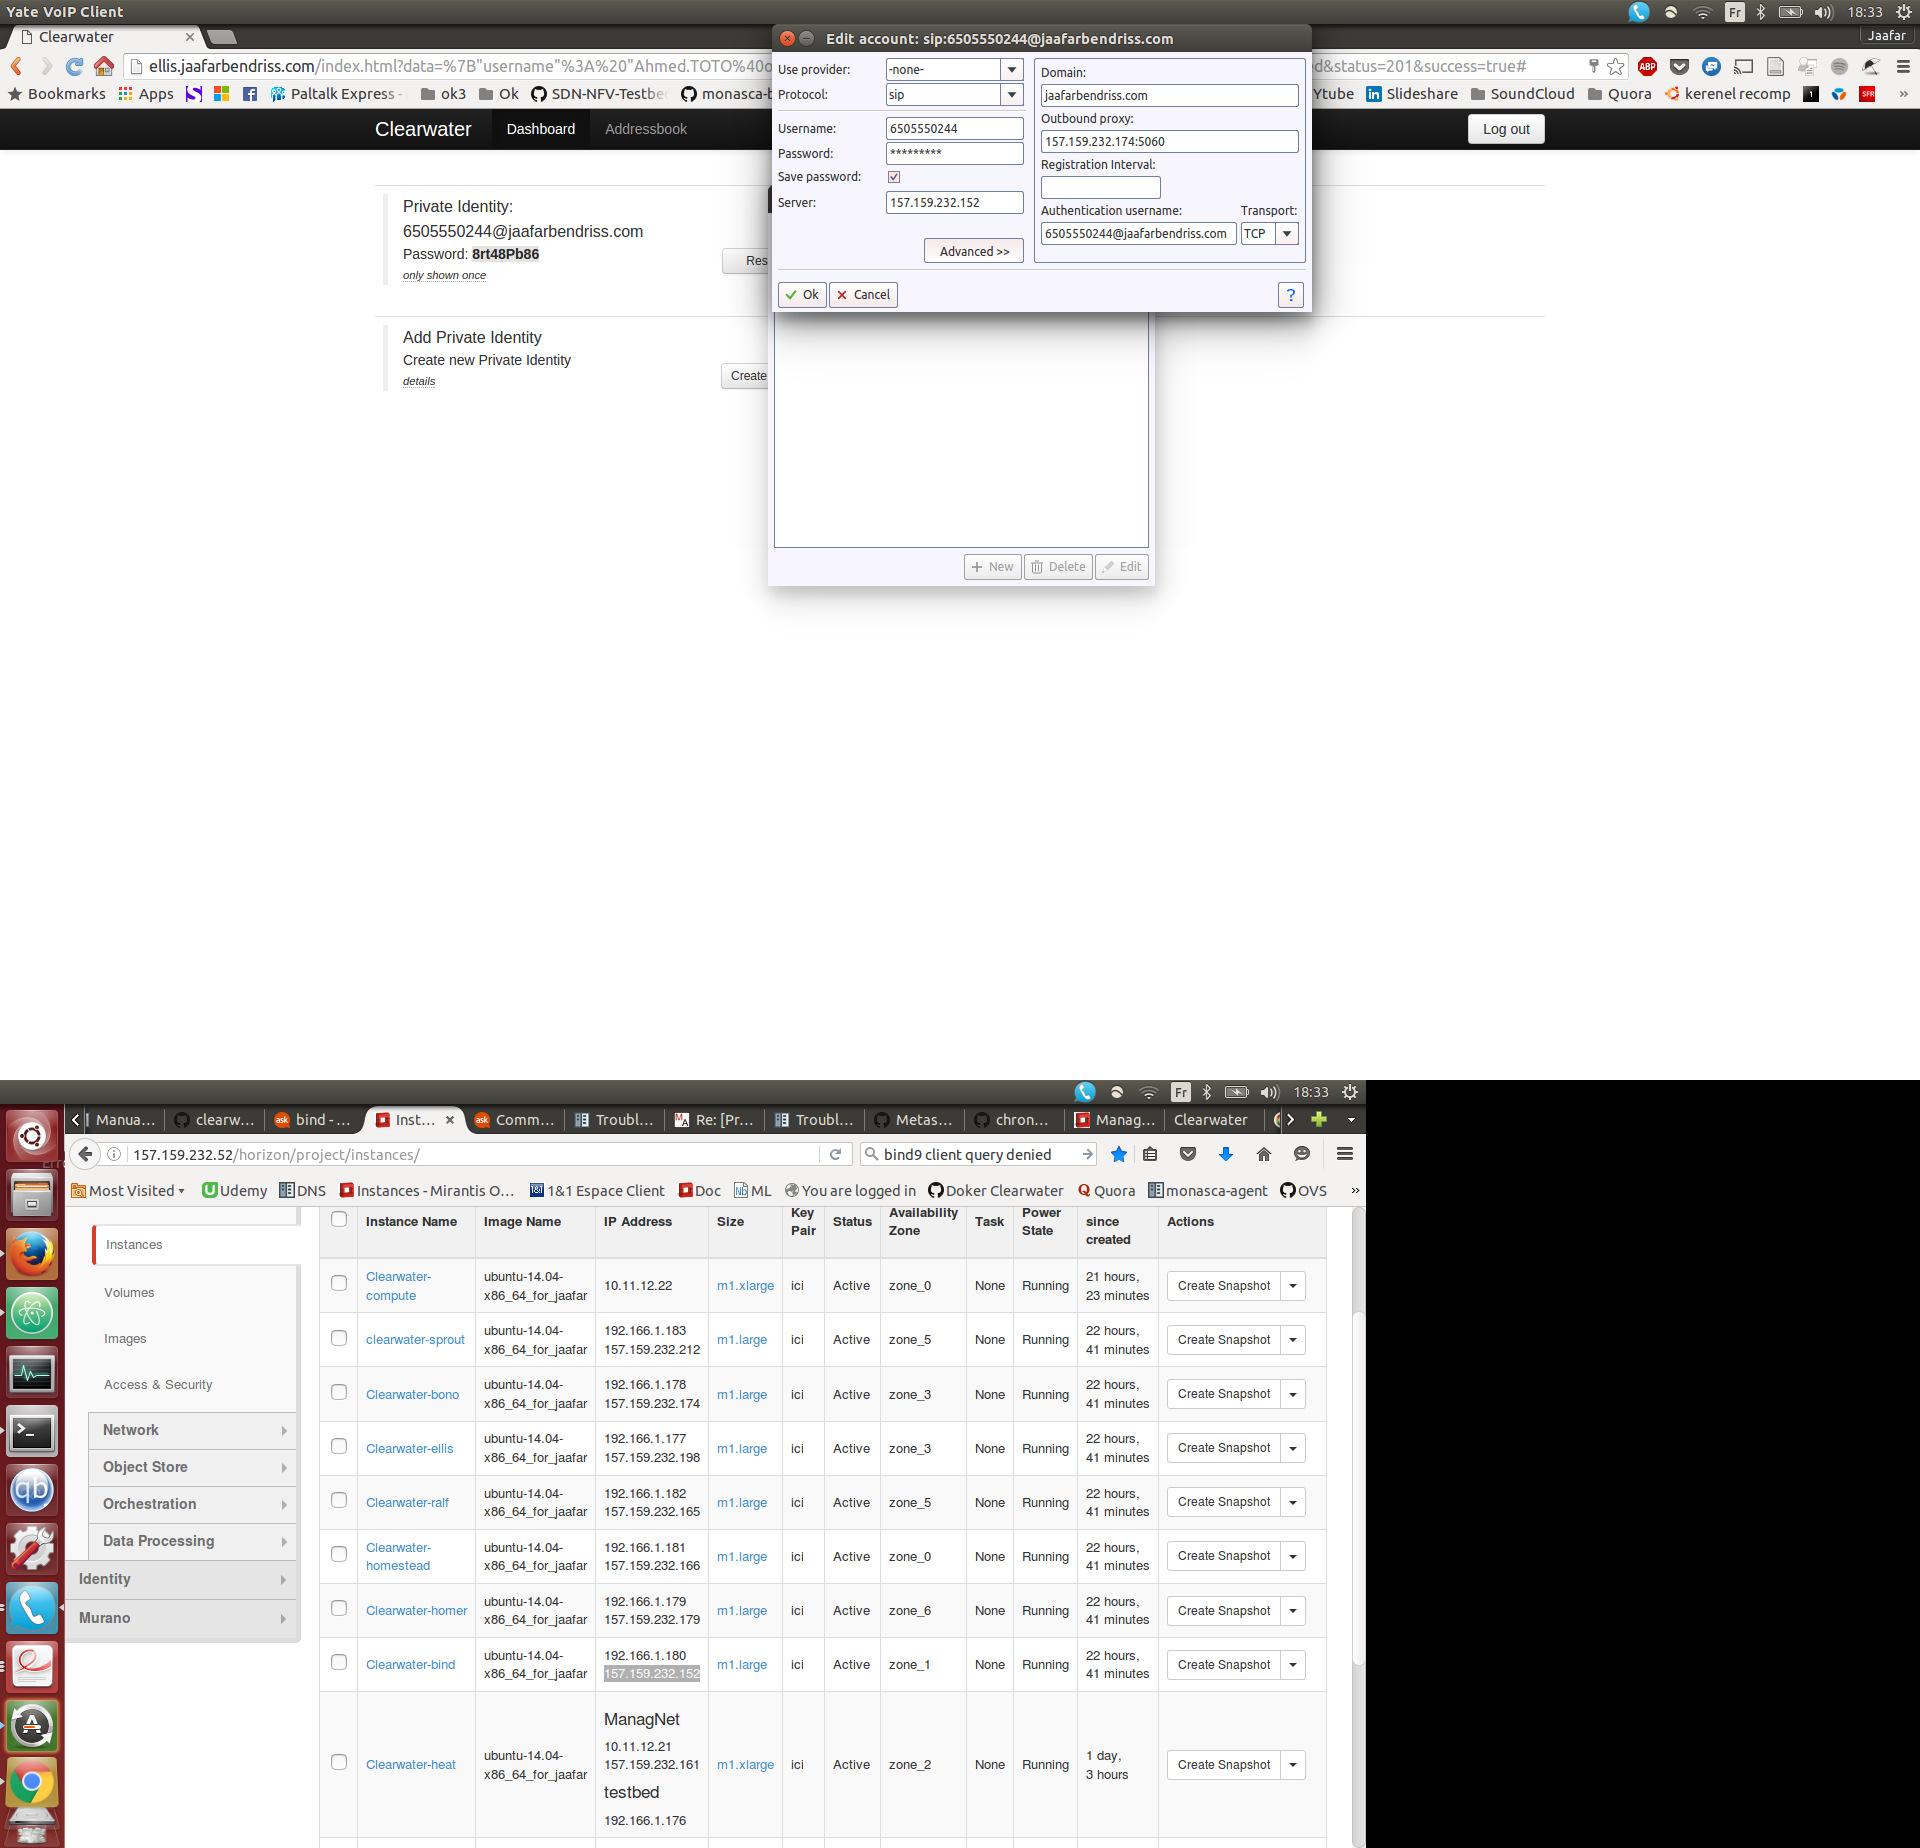 Yate VoIP Client
Fr
18:33
Clearwater
Jaafar
ellis.jaafarbendriss.com/index.html?data=%7B"username"%3A%20"Ahmed.TOTO%40o
d&status=201&success=true#
ABP
Bookmarks
Apps
Paltalk Express -
ok3
Ok
SDN-NFV-Testbe
monasca-b
Ytube
Slideshare
SoundCloud
Quora
kerenel recomp
SFR
»
Clearwater
Dashboard
Addressbook
Log out
Private Identity:
6505550244@jaafarbendriss.com
Password: 8rt48Pb86
only shown once
Res
Add Private Identity
Create new Private Identity
details
Create
Edit account: sip:6505550244@jaafarbendriss.com
Use provider:
-none-
Protocol:
sip
Username:
6505550244
Password:
*********
Save password:
Server:
157.159.232.152
Advanced >>
Domain:
jaafarbendriss.com
Outbound proxy:
157.159.232.174:5060
Registration Interval:
Authentication username:
Transport:
6505550244@jaafarbendriss.com
TCP
Ok
Cancel
?
New
Delete
Edit
Fr
18:33
Manua...
clearw...
bind -...
Inst...
Comm...
Troubl...
Re: [Pr...
Troubl...
Metas...
chron...
Manag...
Clearwater
157.159.232.52/horizon/project/instances/
bind9 client query denied
Most Visited
Udemy
DNS
Instances - Mirantis O...
1&1 Espace Client
Doc
ML
You are logged in
Doker Clearwater
Quora
monasca-agent
OVS
»
Instances
Volumes
Images
Access & Security
Network
Object Store
Orchestration
Data Processing
Identity
Murano
Instance Name
Image Name
IP Address
Size
Key Pair
Status
Availability Zone
Task
Power State
since created
Actions
Clearwater-compute
ubuntu-14.04-x86_64_for_jaafar
10.11.12.22
m1.xlarge
ici
Active
zone_0
None
Running
21 hours, 23 minutes
Create Snapshot
clearwater-sprout
ubuntu-14.04-x86_64_for_jaafar
192.166.1.183
157.159.232.212
m1.large
ici
Active
zone_5
None
Running
22 hours, 41 minutes
Create Snapshot
Clearwater-bono
ubuntu-14.04-x86_64_for_jaafar
192.166.1.178
157.159.232.174
m1.large
ici
Active
zone_3
None
Running
22 hours, 41 minutes
Create Snapshot
Clearwater-ellis
ubuntu-14.04-x86_64_for_jaafar
192.166.1.177
157.159.232.198
m1.large
ici
Active
zone_3
None
Running
22 hours, 41 minutes
Create Snapshot
Clearwater-ralf
ubuntu-14.04-x86_64_for_jaafar
192.166.1.182
157.159.232.165
m1.large
ici
Active
zone_5
None
Running
22 hours, 41 minutes
Create Snapshot
Clearwater-homestead
ubuntu-14.04-x86_64_for_jaafar
192.166.1.181
157.159.232.166
m1.large
ici
Active
zone_0
None
Running
22 hours, 41 minutes
Create Snapshot
Clearwater-homer
ubuntu-14.04-x86_64_for_jaafar
192.166.1.179
157.159.232.179
m1.large
ici
Active
zone_6
None
Running
22 hours, 41 minutes
Create Snapshot
Clearwater-bind
ubuntu-14.04-x86_64_for_jaafar
192.166.1.180
157.159.232.152
m1.large
ici
Active
zone_1
None
Running
22 hours, 41 minutes
Create Snapshot
Clearwater-heat
ubuntu-14.04-x86_64_for_jaafar
ManagNet
10.11.12.21
157.159.232.161
testbed
192.166.1.176
m1.xlarge
ici
Active
zone_2
None
Running
1 day, 3 hours
Create Snapshot